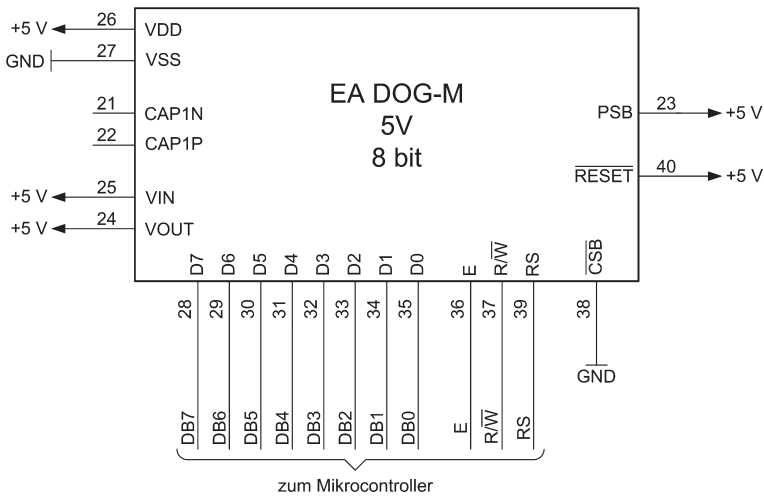 +5 V 26 VDD
GND 27 VSS
21 CAP1N
22 CAP1P
+5 V 25 VIN
+5 V 24 VOUT
EA DOG-M
5V
8 bit
PSB 23 +5 V
RESET 40 +5 V
D7 D6 D5 D4 D3 D2 D1 D0 E R/W RS CSB
28 29 30 31 32 33 34 35 36 37 39 38
GND
DB7 DB6 DB5 DB4 DB3 DB2 DB1 DB0 E R/W RS
zum Mikrocontroller